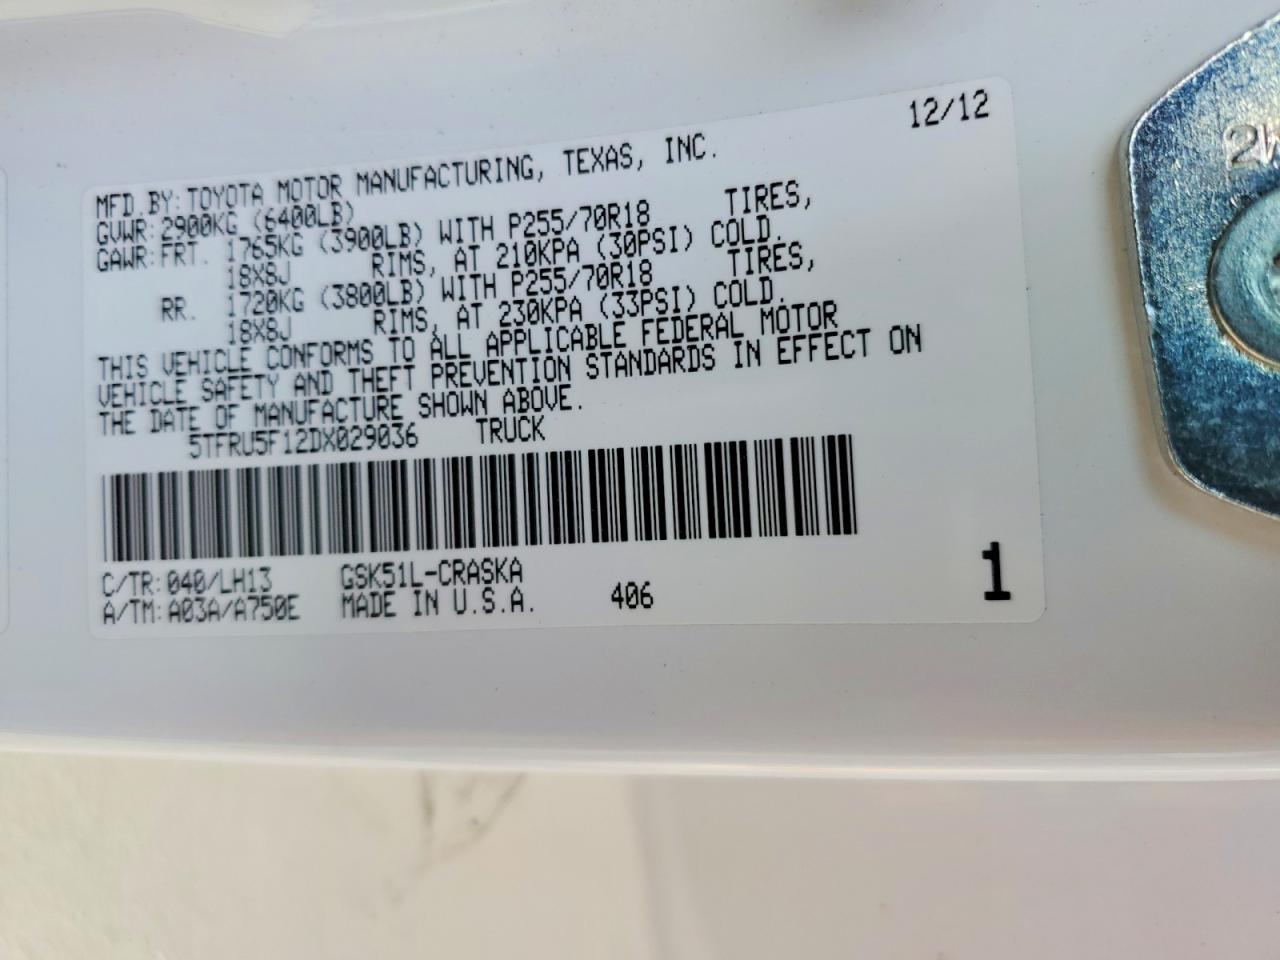 12/12
MFD. BY: TOYOTA MOTOR MANUFACTURING, TEXAS, INC.
GVWR: 2900KG (6400LB)
GAWR: FRT. 1765KG (3900LB) WITH P255/70R18 TIRES,
18X8J RIMS, AT 210KPA (30PSI) COLD.
RR. 1720KG (3800LB) WITH P255/70R18 TIRES,
18X8J RIMS, AT 230KPA (33PSI) COLD.
THIS VEHICLE CONFORMS TO ALL APPLICABLE FEDERAL MOTOR
VEHICLE SAFETY AND THEFT PREVENTION STANDARDS IN EFFECT ON
THE DATE OF MANUFACTURE SHOWN ABOVE.
5TFRU5F12DX029036 TRUCK
C/TR: 040/LH13 GSK51L-CRASKA
A/TM: A03A/A750E MADE IN U.S.A. 406
1